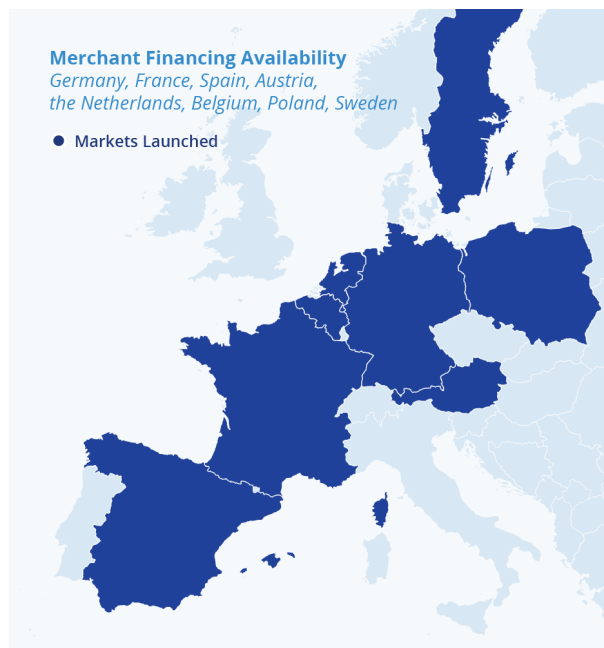 Merchant Financing Availability
Germany, France, Spain, Austria,
the Netherlands, Belgium, Poland, Sweden
Markets Launched